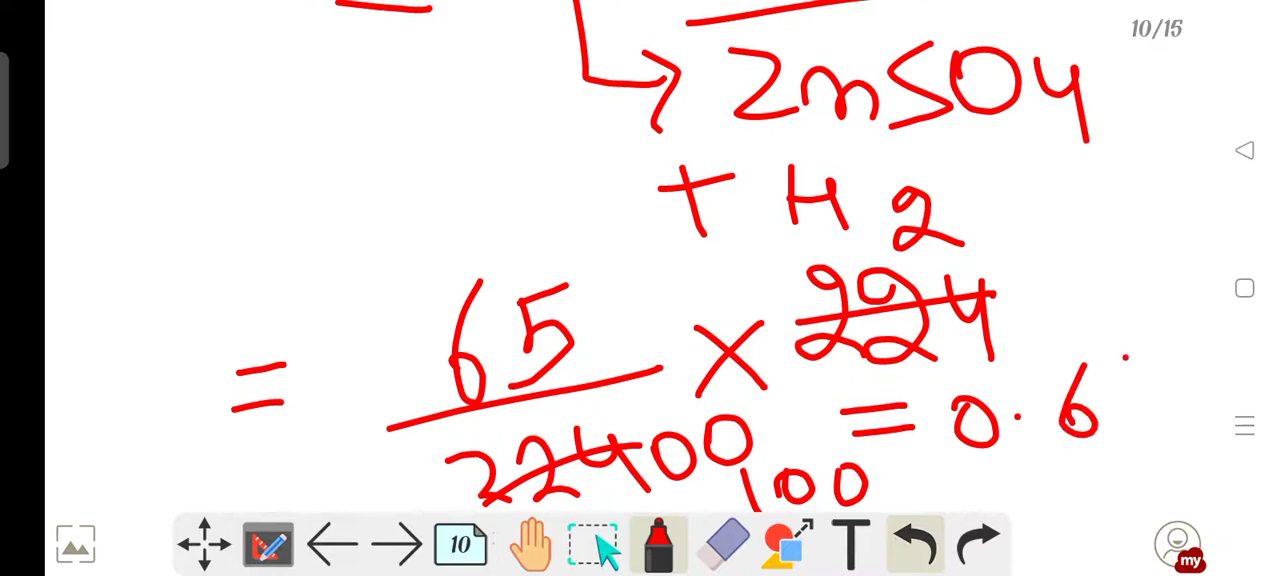 10/15
→ ZnSO4
+ H2
= 65 × 224
22400 = 0.6
100
10 T
my